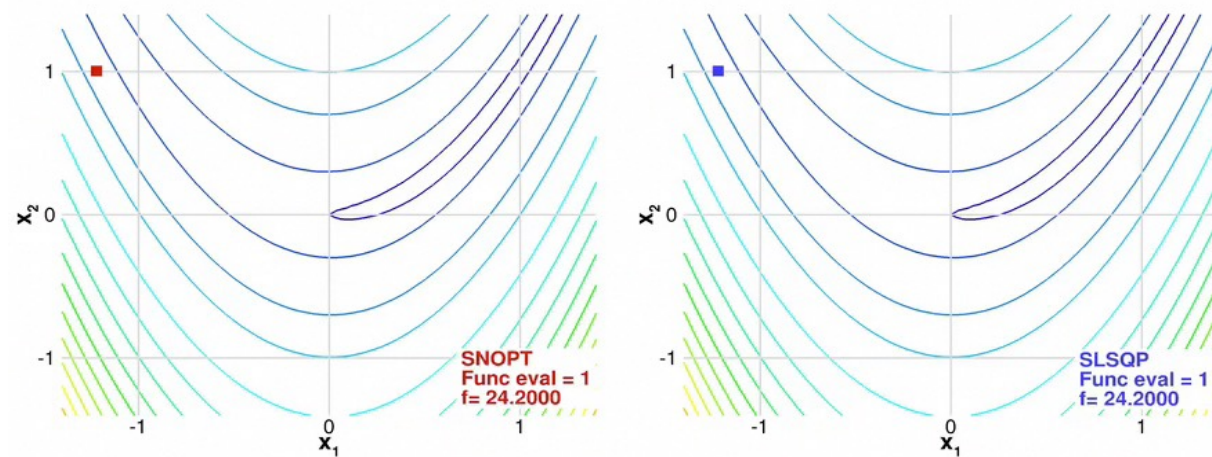 1
0
-1
X2
-1
0
1
X1
SNOPT
Func eval = 1
f= 24.2000
1
0
-1
X2
-1
0
1
X1
SLSQP
Func eval = 1
f= 24.2000